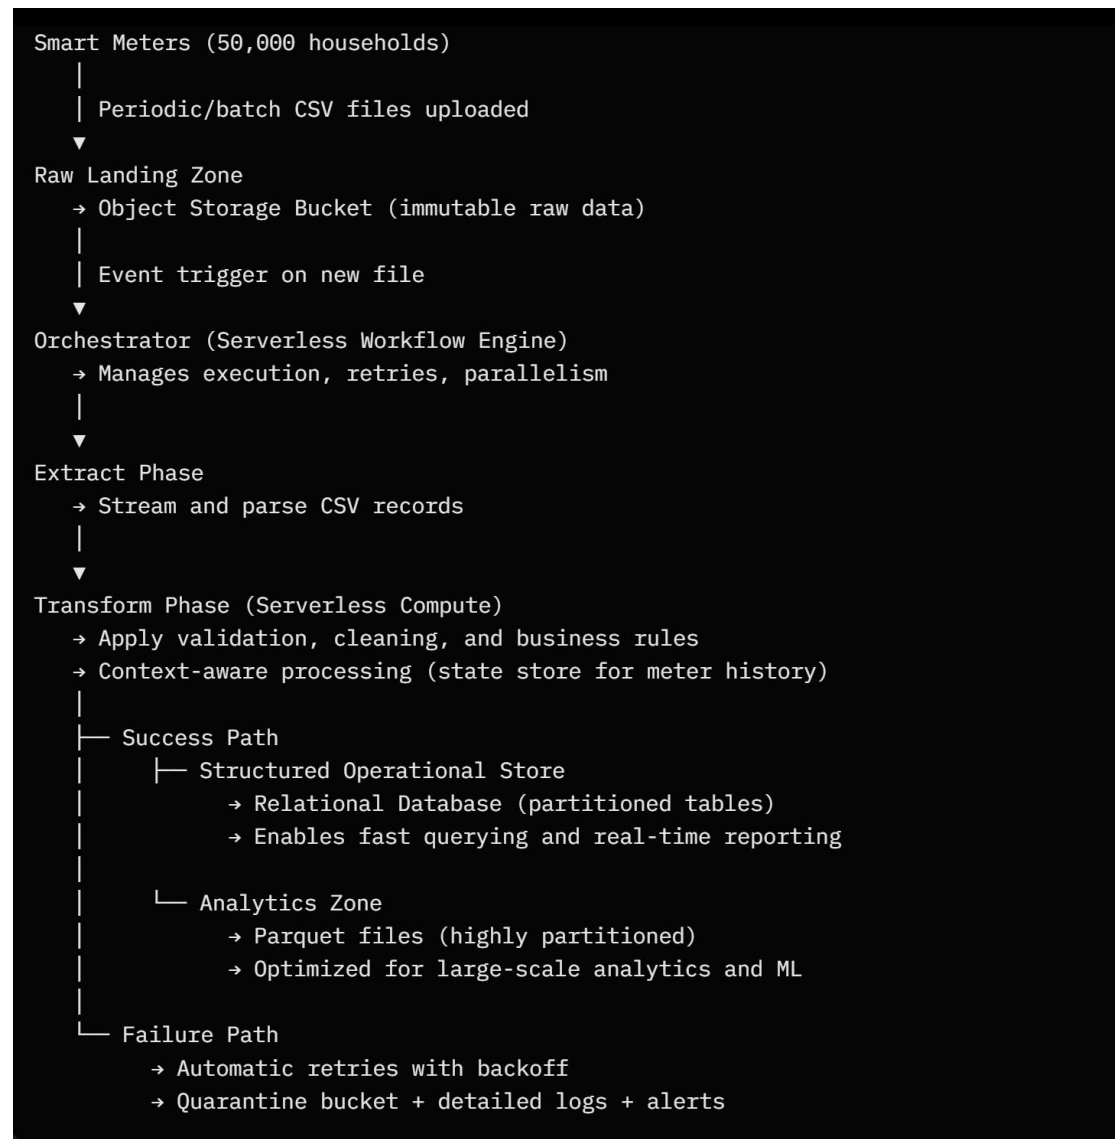 Smart Meters (50,000 households)
│
│ Periodic/batch CSV files uploaded
▼
Raw Landing Zone
→ Object Storage Bucket (immutable raw data)
│
│ Event trigger on new file
▼
Orchestrator (Serverless Workflow Engine)
→ Manages execution, retries, parallelism
│
▼
Extract Phase
→ Stream and parse CSV records
│
▼
Transform Phase (Serverless Compute)
→ Apply validation, cleaning, and business rules
→ Context-aware processing (state store for meter history)
│
├── Success Path
│     ├── Structured Operational Store
│           → Relational Database (partitioned tables)
│           → Enables fast querying and real-time reporting
│
│     └── Analytics Zone
│           → Parquet files (highly partitioned)
│           → Optimized for large-scale analytics and ML
│
└── Failure Path
→ Automatic retries with backoff
→ Quarantine bucket + detailed logs + alerts